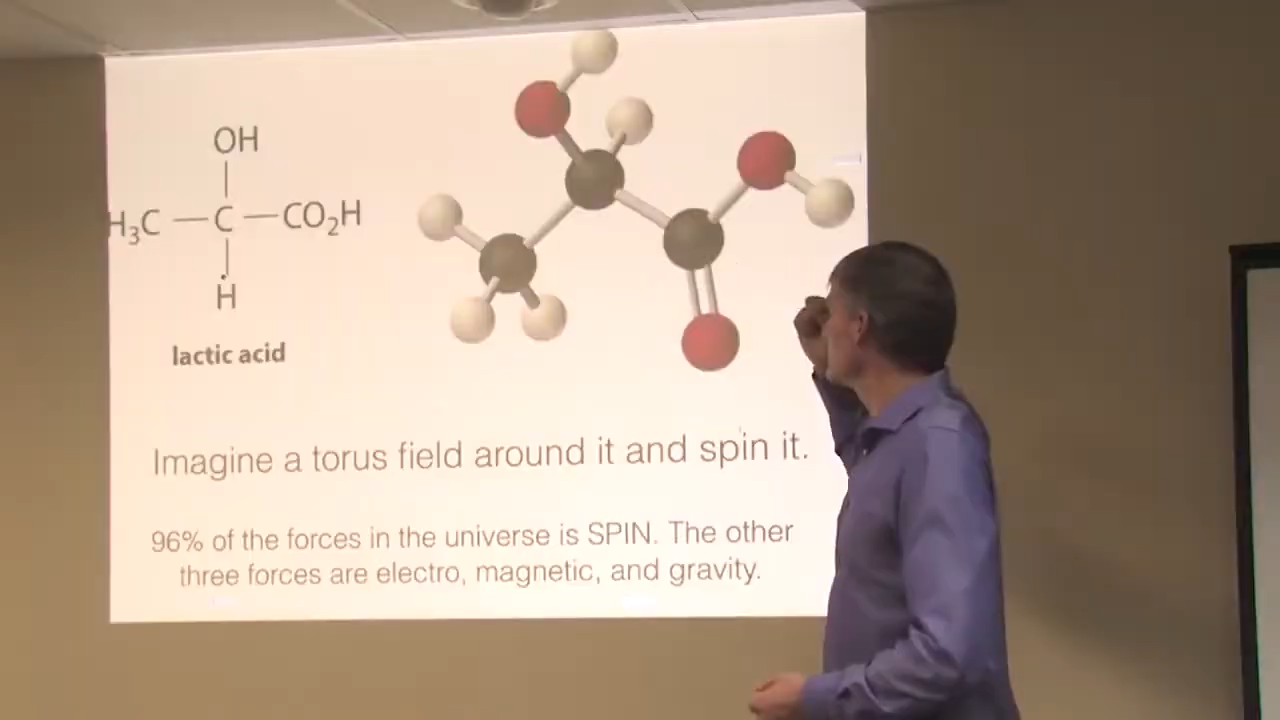 OH
H₃C — C — CO₂H
H
lactic acid
Imagine a torus field around it and spin it.
96% of the forces in the universe is SPIN. The other
three forces are electro, magnetic, and gravity.